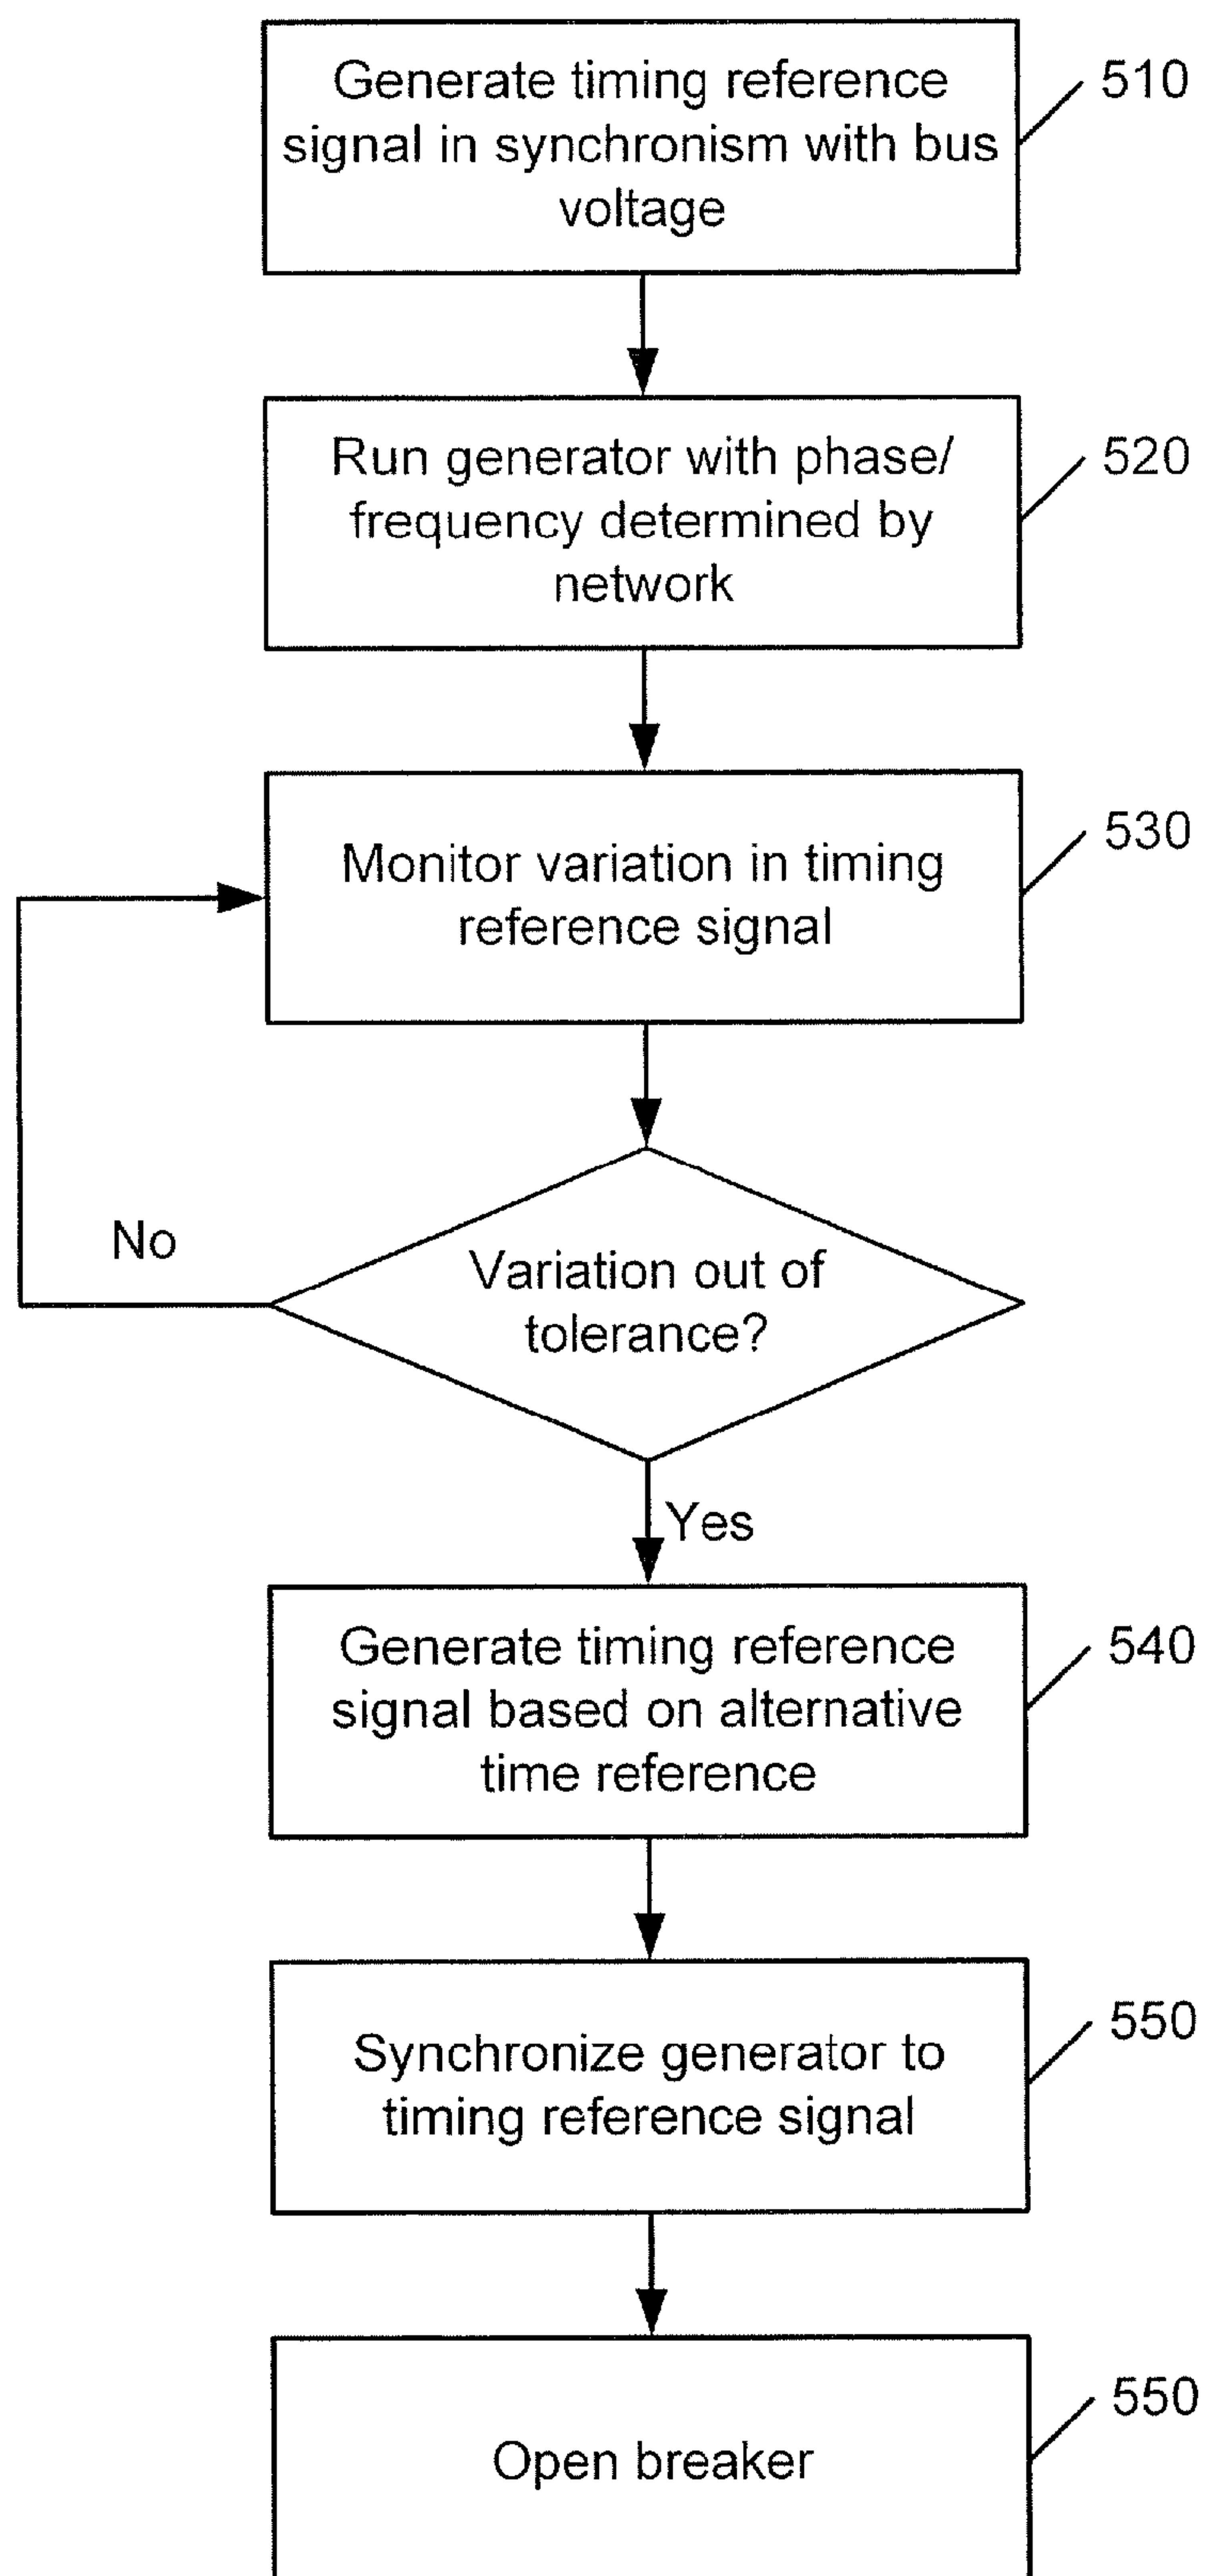 Generate timing reference
signal in synchronism with bus
voltage
510
Run generator with phase/
frequency determined by
network
520
Monitor variation in timing
reference signal
530
No
Variation out of
tolerance?
Yes
Generate timing reference
signal based on alternative
time reference
540
Synchronize generator to
timing reference signal
550
Open breaker
550